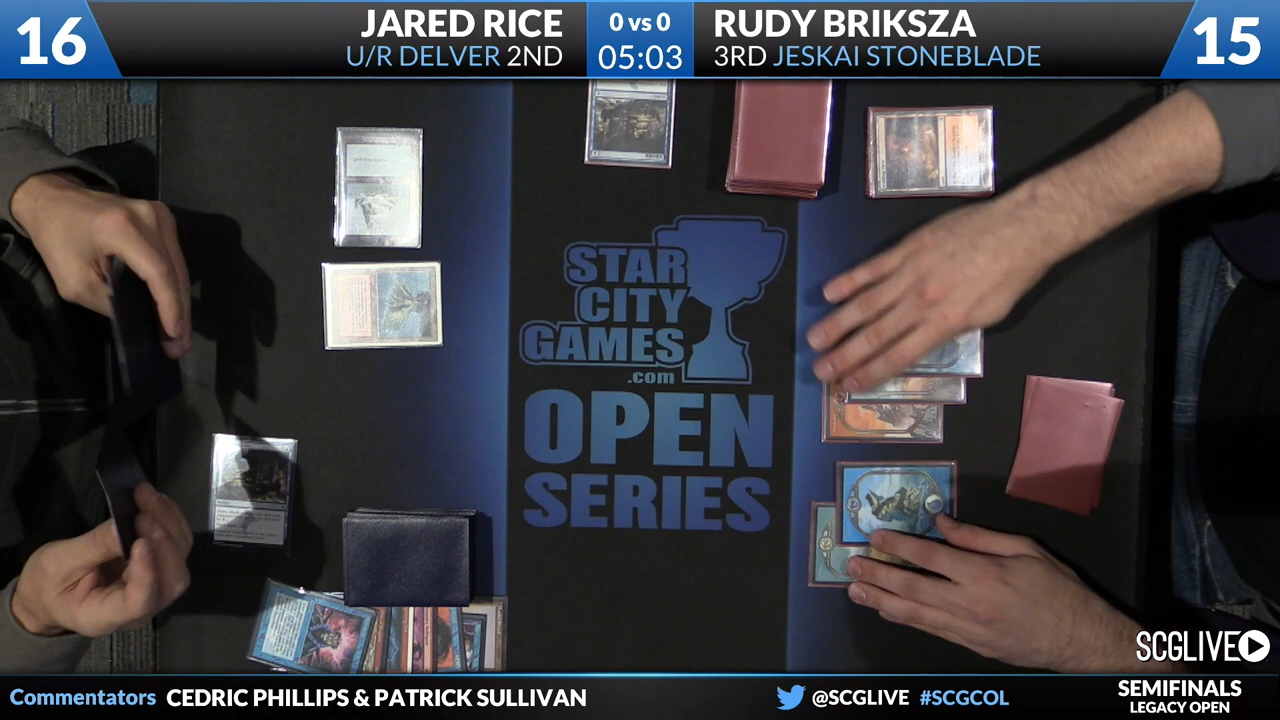 16
JARED RICE
U/R DELVER 2ND
0 vs 0
05:03
RUDY BRIKSZA
3RD JESKAI STONEBLADE
15
STAR
CITY
GAMES
.com
OPEN
SERIES
SCGLIVE
Commentators CEDRIC PHILLIPS & PATRICK SULLIVAN
@SCGLIVE #SCGCOL
SEMIFINALS
LEGACY OPEN